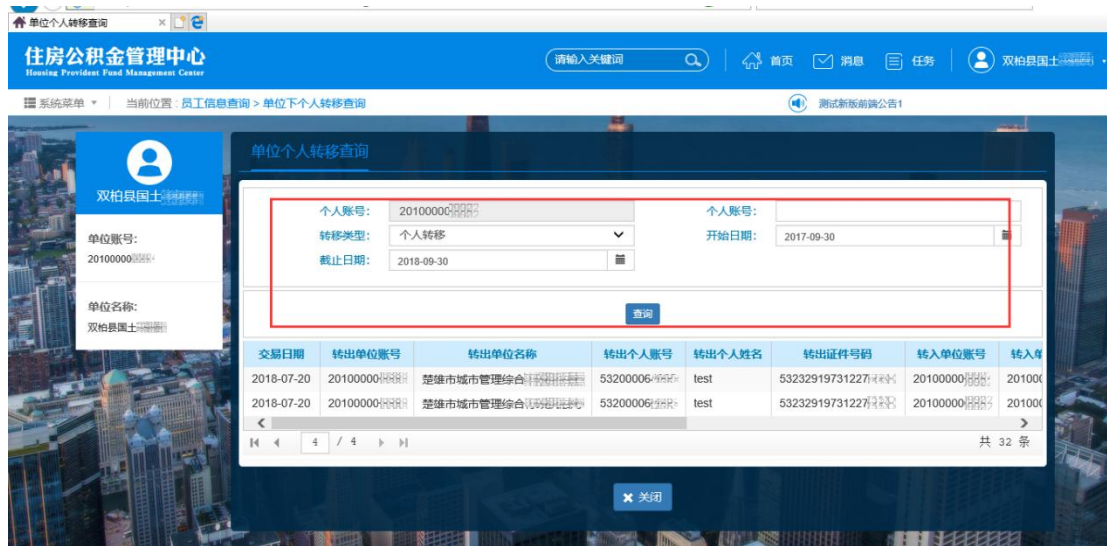 单位个人转移查询
住房公积金管理中心
Housing Provident Fund Management Center
请输入关键词
首页 消息 任务 双柏县国土
系统菜单 当前位置：员工信息查询 > 单位下个人转移查询
测试新版前端公告1
双柏县国土
单位账号：
20100000
单位名称：
双柏县国土
单位个人转移查询
个人账号： 20100000 个人账号：
转移类型： 个人转移 开始日期： 2017-09-30
截止日期： 2018-09-30
查询
交易日期 转出单位账号 转出单位名称 转出个人账号 转出个人姓名 转出证件号码 转入单位账号 转入单
2018-07-20 20100000 楚雄市城市管理综合 53200006 test 53232919731227 20100000 20100
2018-07-20 20100000 楚雄市城市管理综合 53200006 test 53232919731227 20100000 20100
4 / 4 共 32 条
关闭